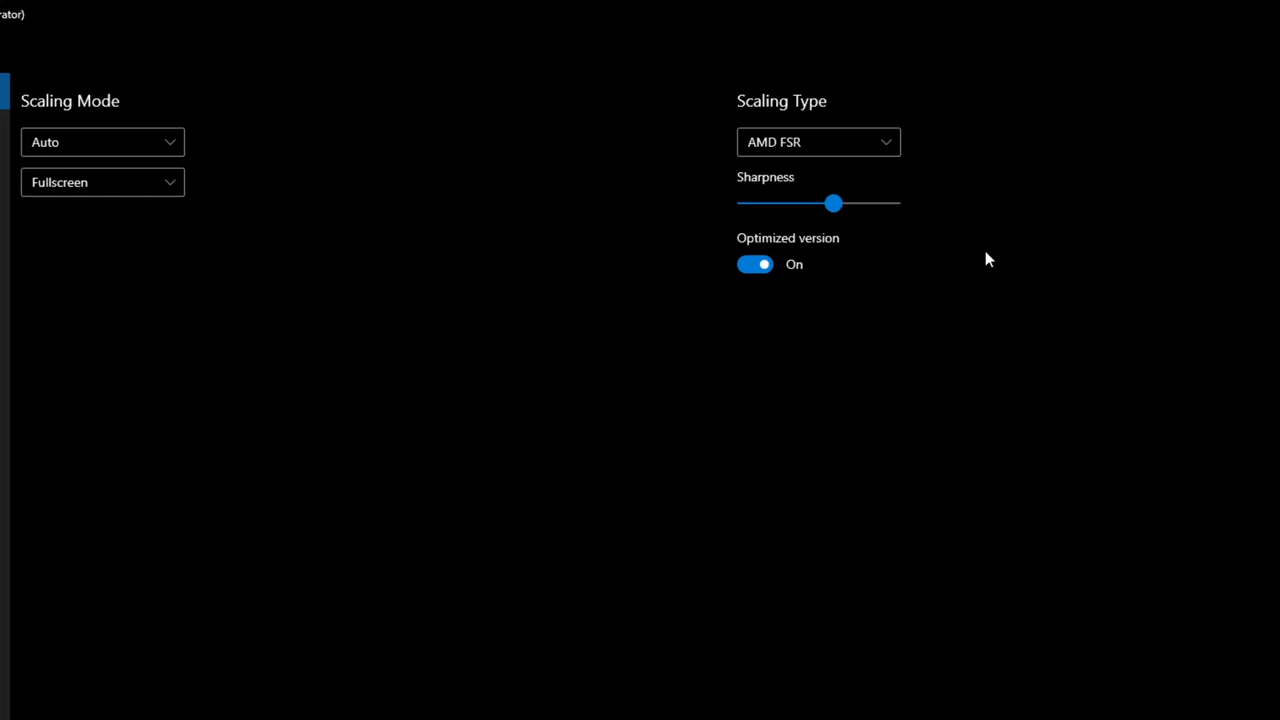 rator)
Scaling Mode
Auto
Fullscreen
Scaling Type
AMD FSR
Sharpness
Optimized version
On